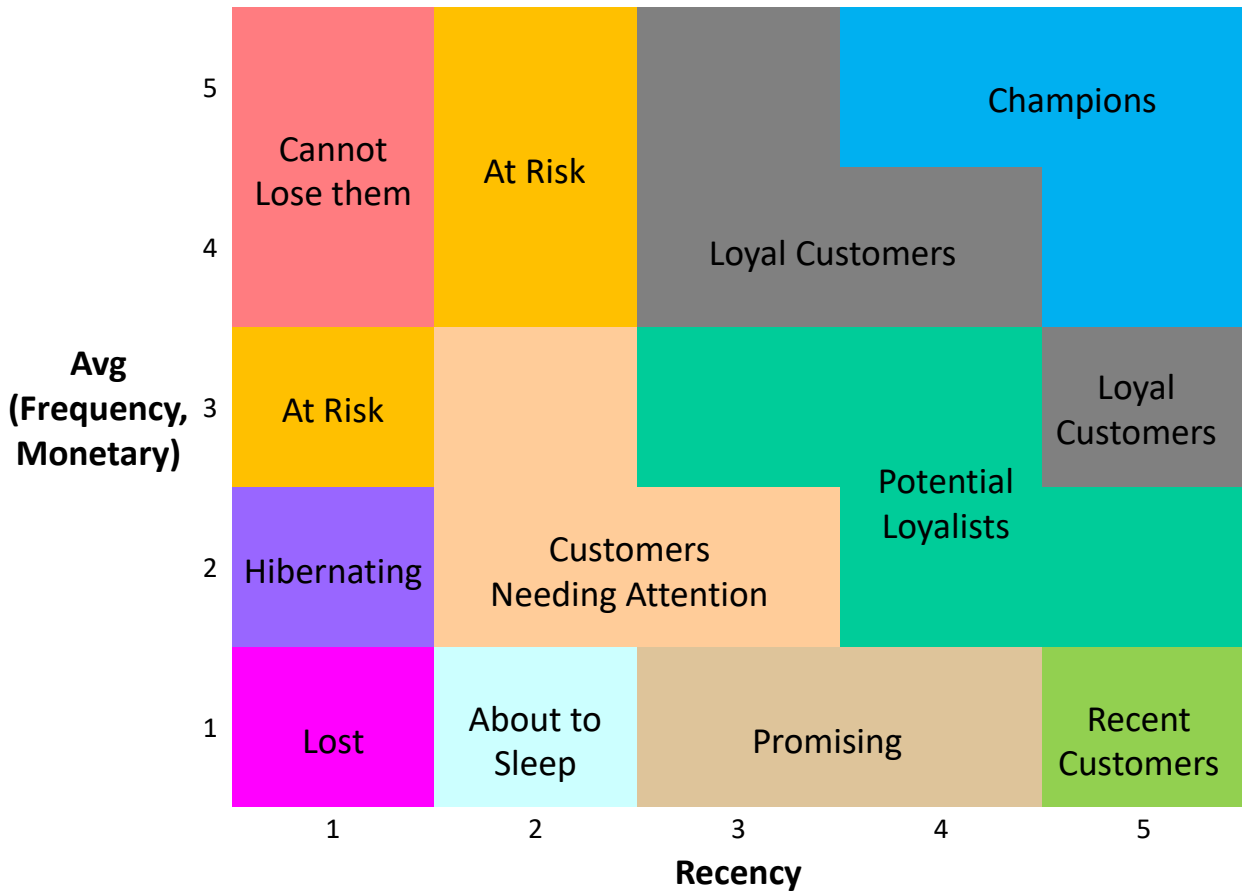 5
Champions
Cannot
Lose them
At Risk
4
Loyal Customers
Avg
(Frequency,
Monetary)
3
At Risk
Loyal
Customers
Potential
Loyalists
2
Hibernating
Customers
Needing Attention
1
Lost
About to
Sleep
Promising
Recent
Customers
1 2 3 4 5
Recency